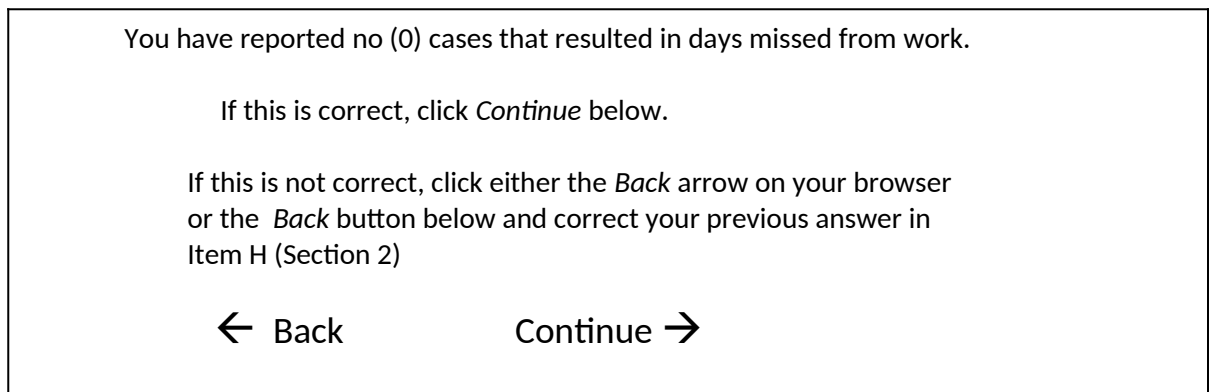 You have reported no (0) cases that resulted in days missed from work.
If this is correct, click Continue below.
If this is not correct, click either the Back arrow on your browser
or the  Back button below and correct your previous answer in
Item H (Section 2)
← Back Continue →